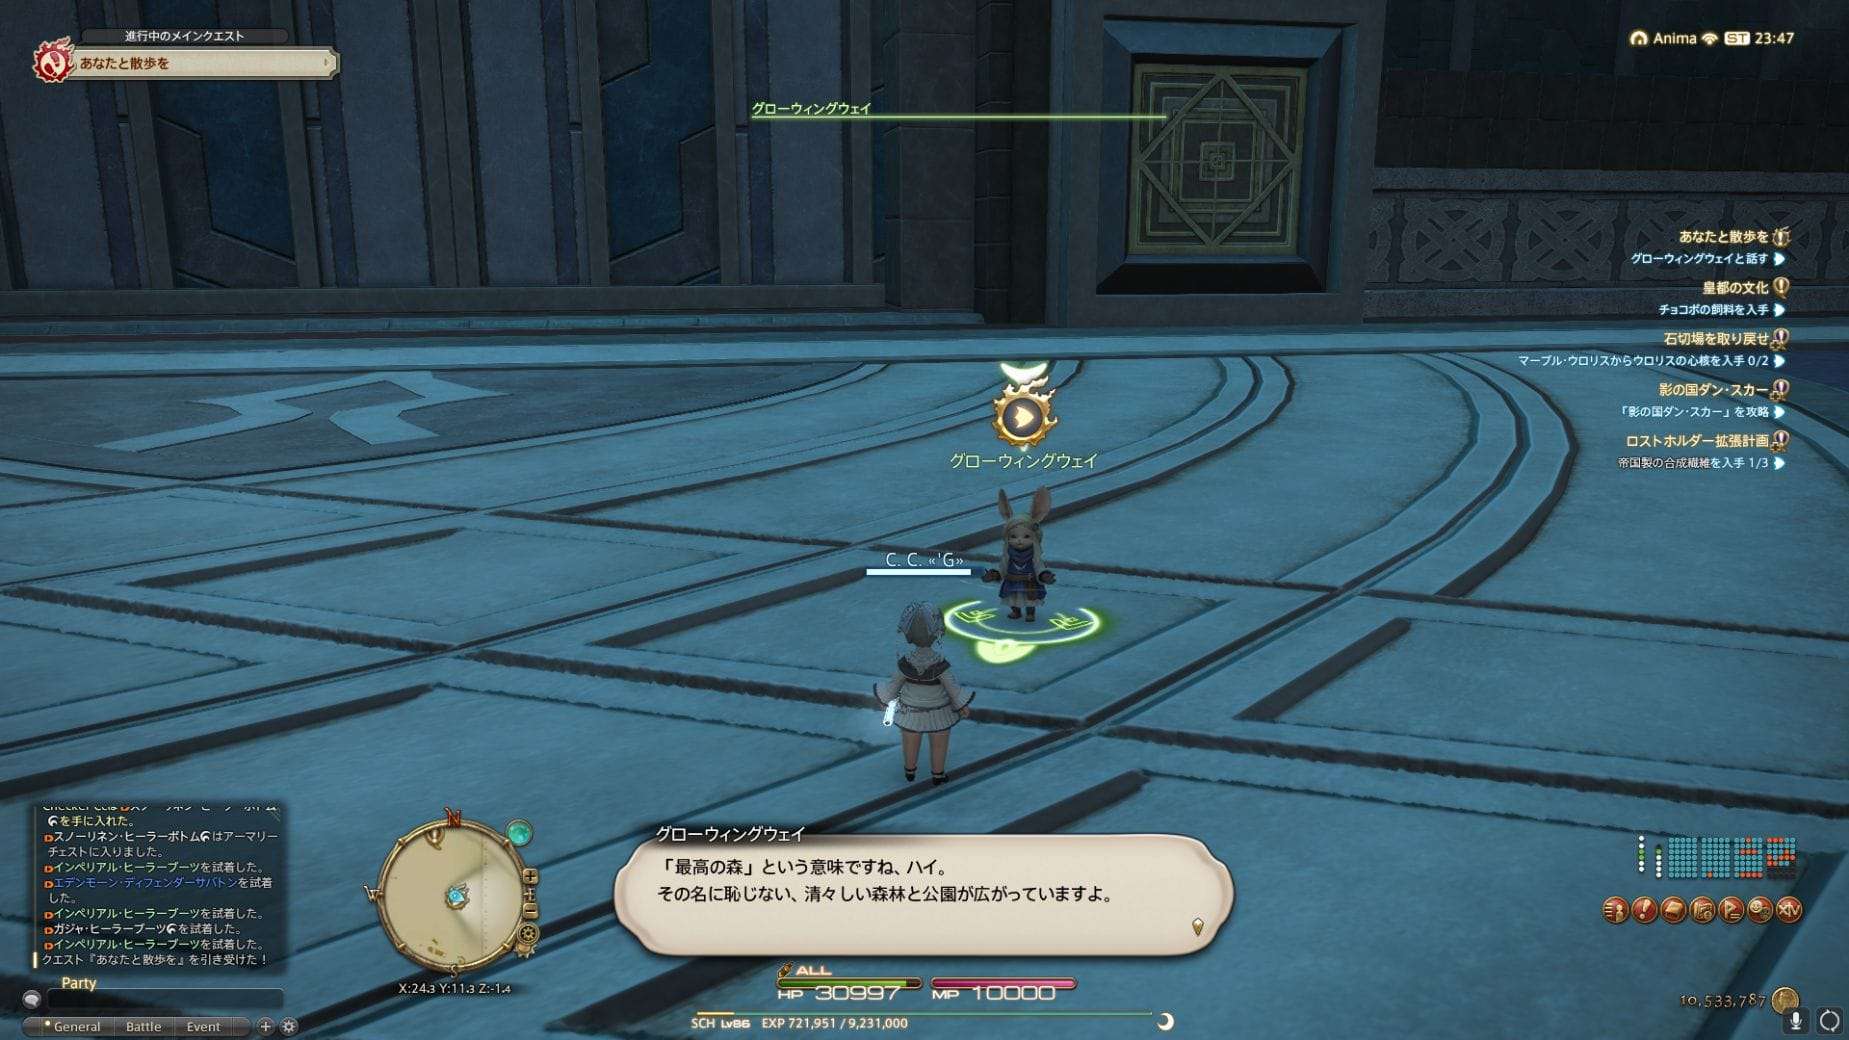 進行中のメインクエスト
あなたと散歩を
Anima ST 23:47
グローウィングウェイ
あなたと散歩を
グローウィングウェイと話す
皇都の文化
チョコボの飼料を入手
石切場を取り戻せ
マーブル・ウロリスからウロリスの心核を入手 0/2
影の国ダン・スカー
「影の国ダン・スカー」を攻略
ロストホルダー拡張計画
帝国製の合成繊維を入手 1/3
グローウィングウェイ
C. C. «'G»
を手に入れた。
スノーリネン・ヒーラーボトムはアーマリー
チェストに入りました。
インペリアル・ヒーラーブーツを試着した。
エデンモーン・ディフェンダーサバトンを試着
した。
インペリアル・ヒーラーブーツを試着した。
ガジャ・ヒーラーブーツを試着した。
インペリアル・ヒーラーブーツを試着した。
クエスト『あなたと散歩を』を引き受けた！
Party
General Battle Event
N
W
S
X:24.3 Y:11.3 Z:-1.4
グローウィングウェイ
「最高の森」という意味ですね、ハイ。
その名に恥じない、清々しい森林と公園が広がっていますよ。
ALL
HP 30997 MP 10000
SCH Lv86 EXP 721,951 / 9,231,000
XIV
10,533,787